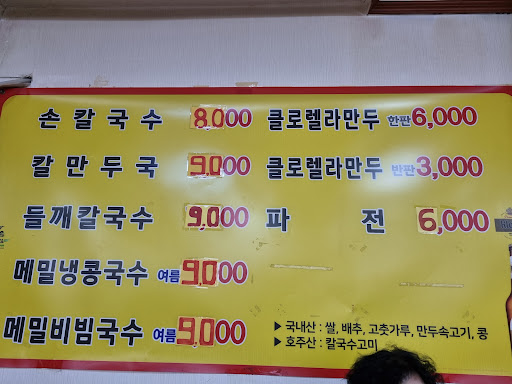 손칼국수 8,000 클로렐라만두 한판 6,000
칼만두국 9,000 클로렐라만두 반판 3,000
들깨칼국수 9,000 파전 6,000
메밀냉콩국수 여름 9,000
메밀비빔국수 여름 9,000
▶ 국내산 : 쌀, 배추, 고춧가루, 만두속고기, 콩
▶ 호주산 : 칼국수고미